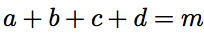 a + b + c + d = m